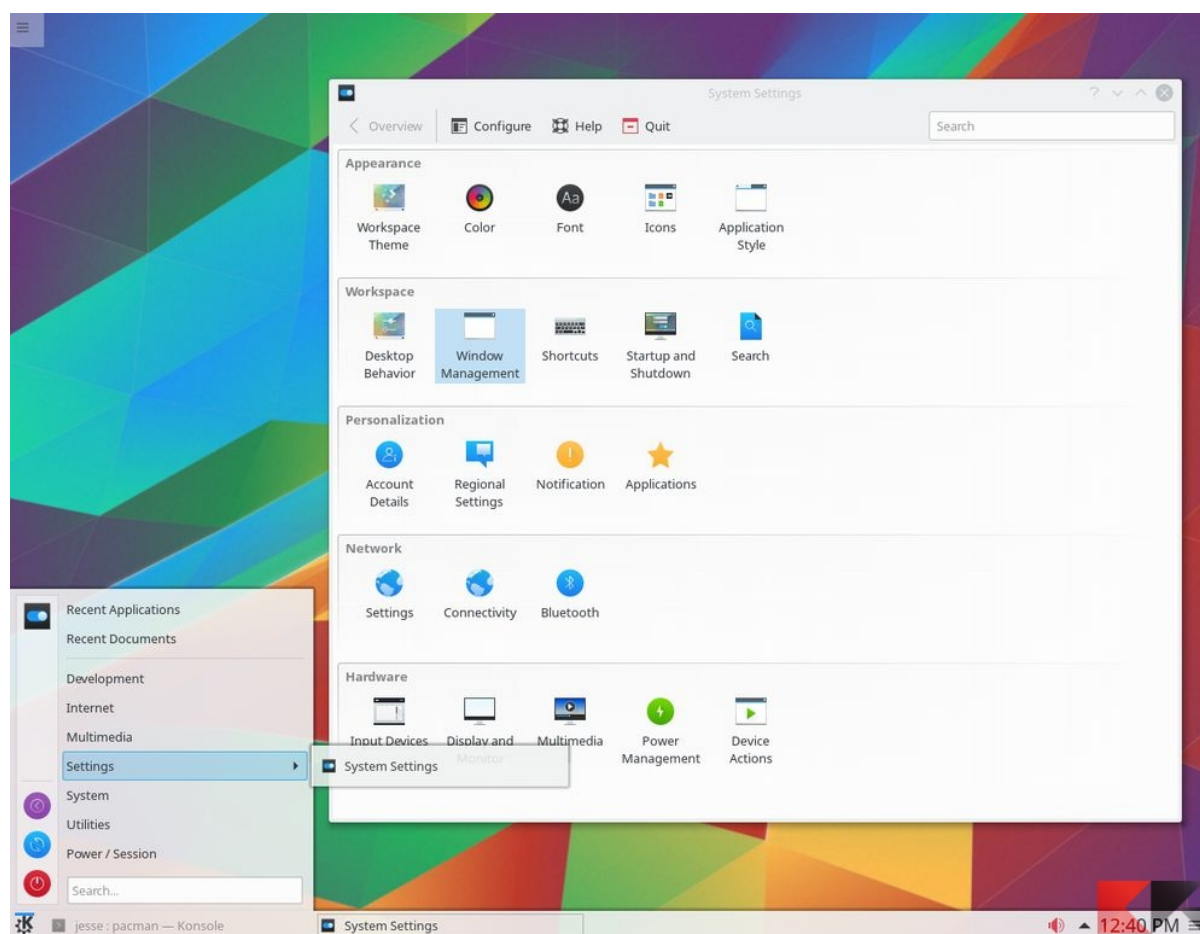 System Settings
Overview Configure Help Quit Search
Appearance
Workspace Theme
Color
Font
Icons
Application Style
Workspace
Desktop Behavior
Window Management
Shortcuts
Startup and Shutdown
Search
Personalization
Account Details
Regional Settings
Notification
Applications
Network
Settings
Connectivity
Bluetooth
Hardware
Input Devices
Display and Monitor
Multimedia
Power Management
Device Actions
Recent Applications
Recent Documents
Development
Internet
Multimedia
Settings
System Settings
System
Utilities
Power / Session
Search...
jesse : pacman — Konsole
System Settings
12:40 PM